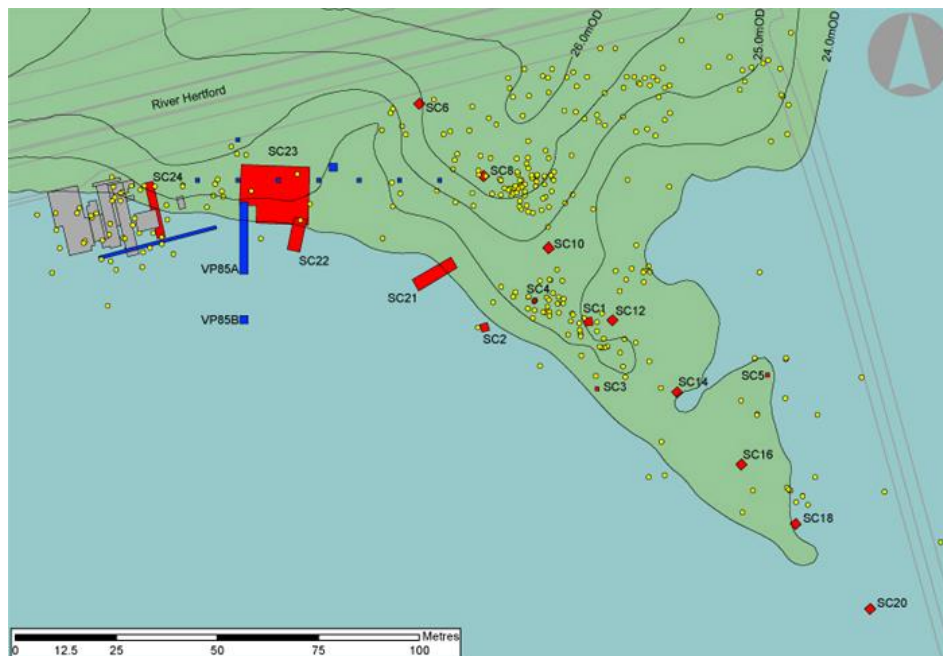 26.0mOD
25.0mOD
24.0mOD
River Hertford
SC6
SC23
SC8
SC24
SC10
SC22
VP85A
SC21
SC4
SC1
SC12
VP85B
SC2
SC3
SC14
SC5
SC16
SC18
SC20
Metres
0 12.5 25 50 75 100